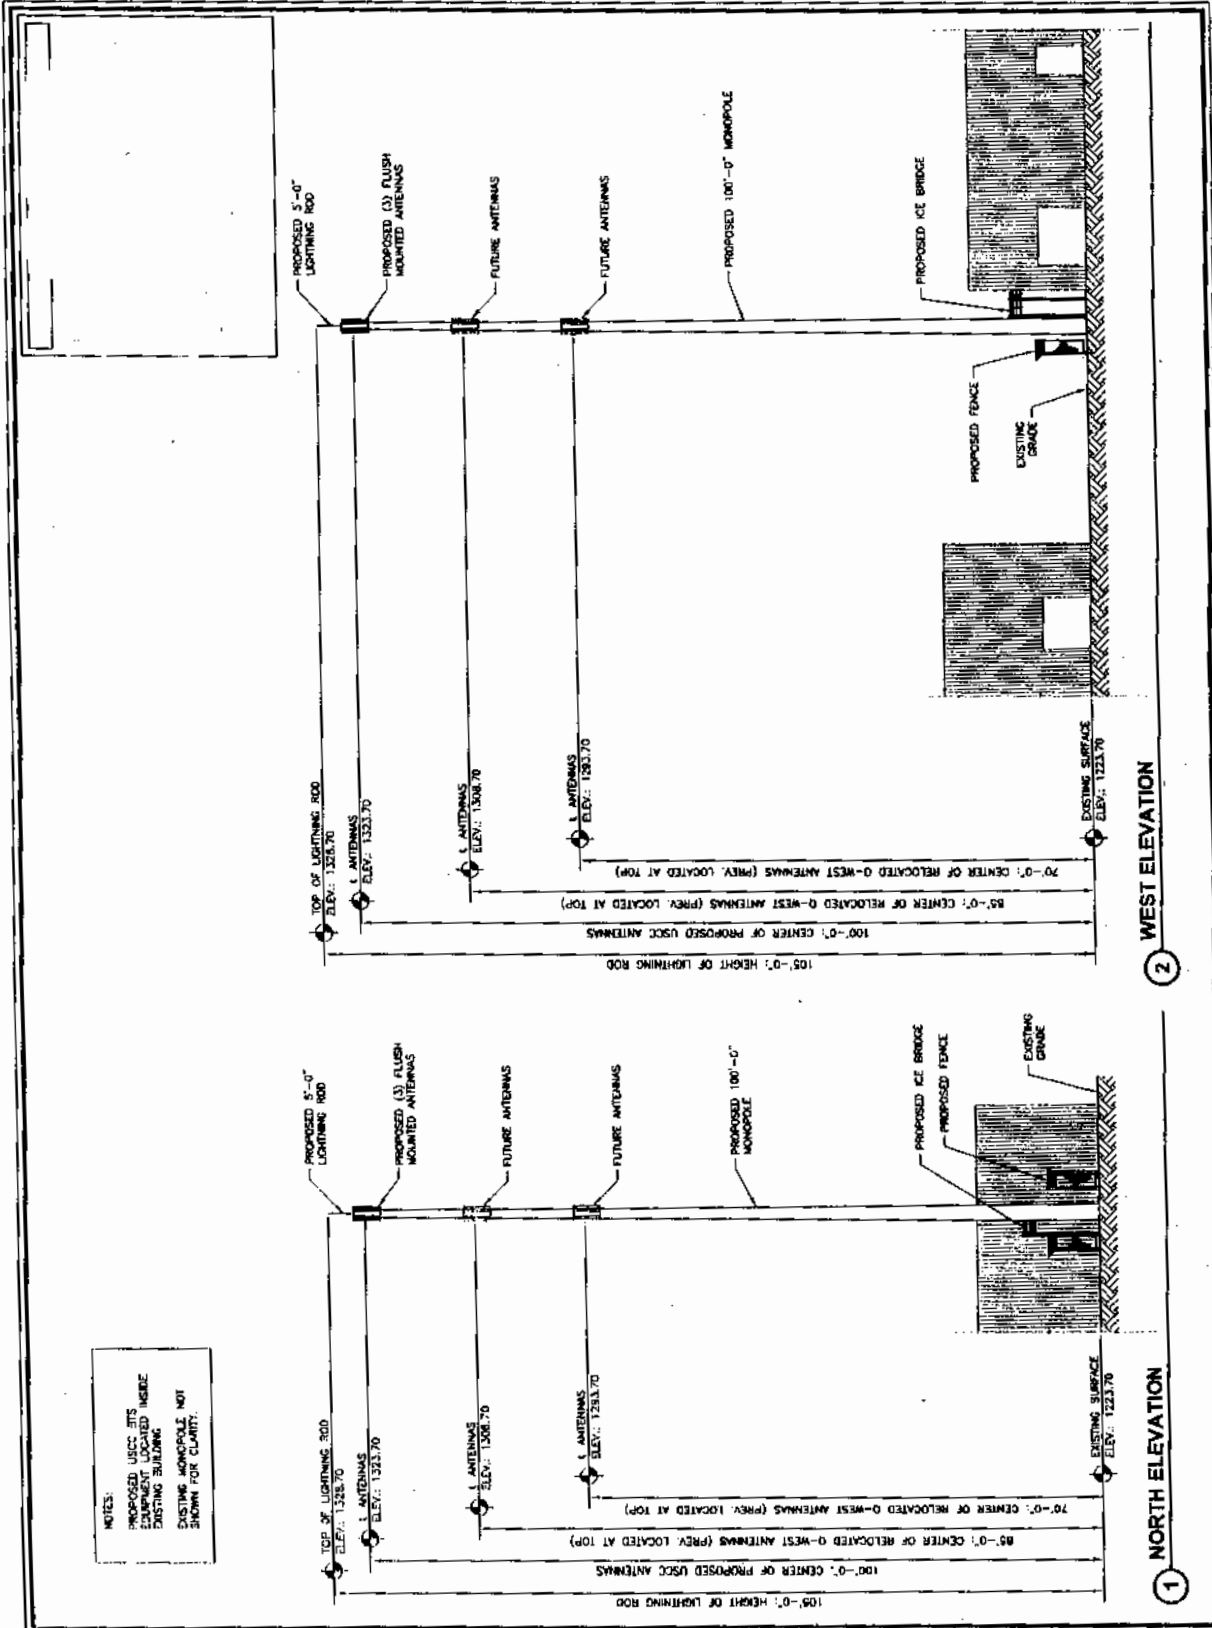 NOTES:
PROPOSED USCC BTS
EQUIPMENT LOCATED INSIDE
EXISTING BUILDING
EXISTING MONOPOLE NOT
SHOWN FOR CLARITY.
TOP OF LIGHTNING ROD
ELEV.: 1328.70
℄ ANTENNAS
ELEV.: 1323.70
℄ ANTENNAS
ELEV.: 1308.70
℄ ANTENNAS
ELEV.: 1293.70
EXISTING SURFACE
ELEV.: 1223.70
105'-0": HEIGHT OF LIGHTNING ROD
100'-0": CENTER OF PROPOSED USCC ANTENNAS
85'-0": CENTER OF RELOCATED Q-WEST ANTENNAS (PREV. LOCATED AT TOP)
70'-0": CENTER OF RELOCATED Q-WEST ANTENNAS (PREV. LOCATED AT TOP)
PROPOSED 5'-0"
LIGHTNING ROD
PROPOSED (3) FLUSH
MOUNTED ANTENNAS
FUTURE ANTENNAS
FUTURE ANTENNAS
PROPOSED 100'-0"
MONOPOLE
PROPOSED ICE BRIDGE
PROPOSED FENCE
EXISTING
GRADE
1 NORTH ELEVATION
TOP OF LIGHTNING ROD
ELEV.: 1328.70
℄ ANTENNAS
ELEV.: 1323.70
℄ ANTENNAS
ELEV.: 1308.70
℄ ANTENNAS
ELEV.: 1293.70
EXISTING SURFACE
ELEV.: 1223.70
105'-0": HEIGHT OF LIGHTNING ROD
100'-0": CENTER OF PROPOSED USCC ANTENNAS
85'-0": CENTER OF RELOCATED Q-WEST ANTENNAS (PREV. LOCATED AT TOP)
70'-0": CENTER OF RELOCATED Q-WEST ANTENNAS (PREV. LOCATED AT TOP)
PROPOSED 5'-0"
LIGHTNING ROD
PROPOSED (3) FLUSH
MOUNTED ANTENNAS
FUTURE ANTENNAS
FUTURE ANTENNAS
PROPOSED 100'-0" MONOPOLE
PROPOSED ICE BRIDGE
PROPOSED FENCE
EXISTING
GRADE
2 WEST ELEVATION